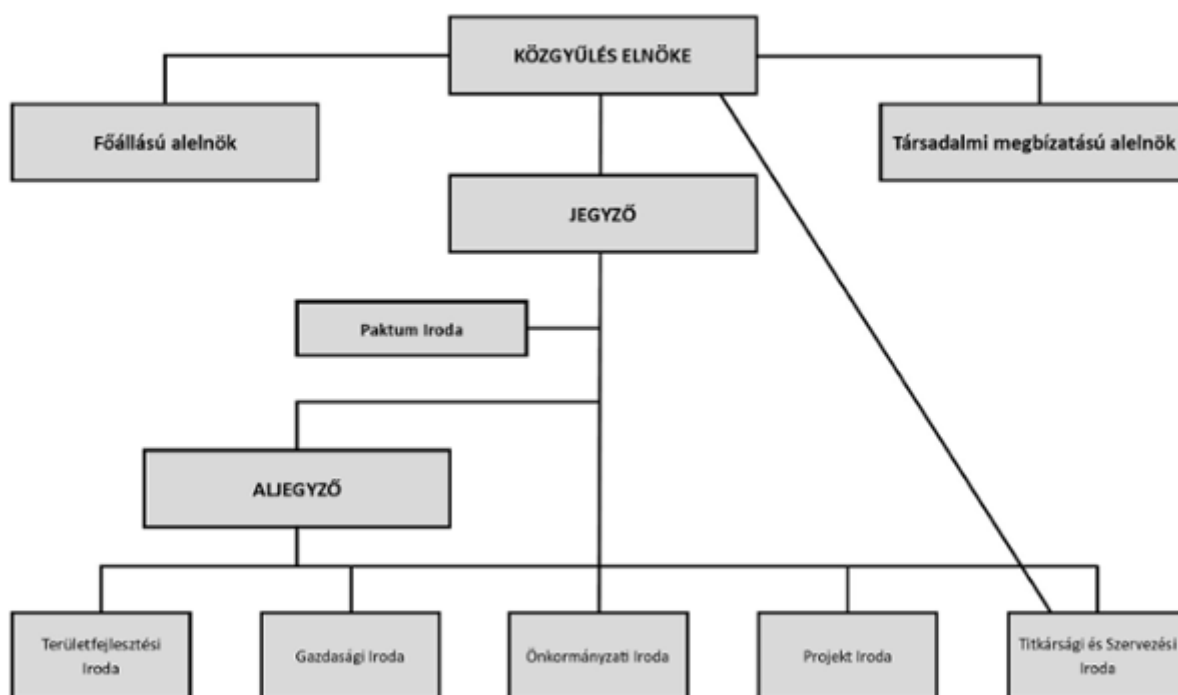 KÖZGYŰLÉS ELNÖKE
Főállású alelnök
Társadalmi megbízatású alelnök
JEGYZŐ
Paktum Iroda
ALJEGYZŐ
Területfejlesztési
Iroda
Gazdasági Iroda
Önkormányzati Iroda
Projekt Iroda
Titkársági és Szervezési
Iroda